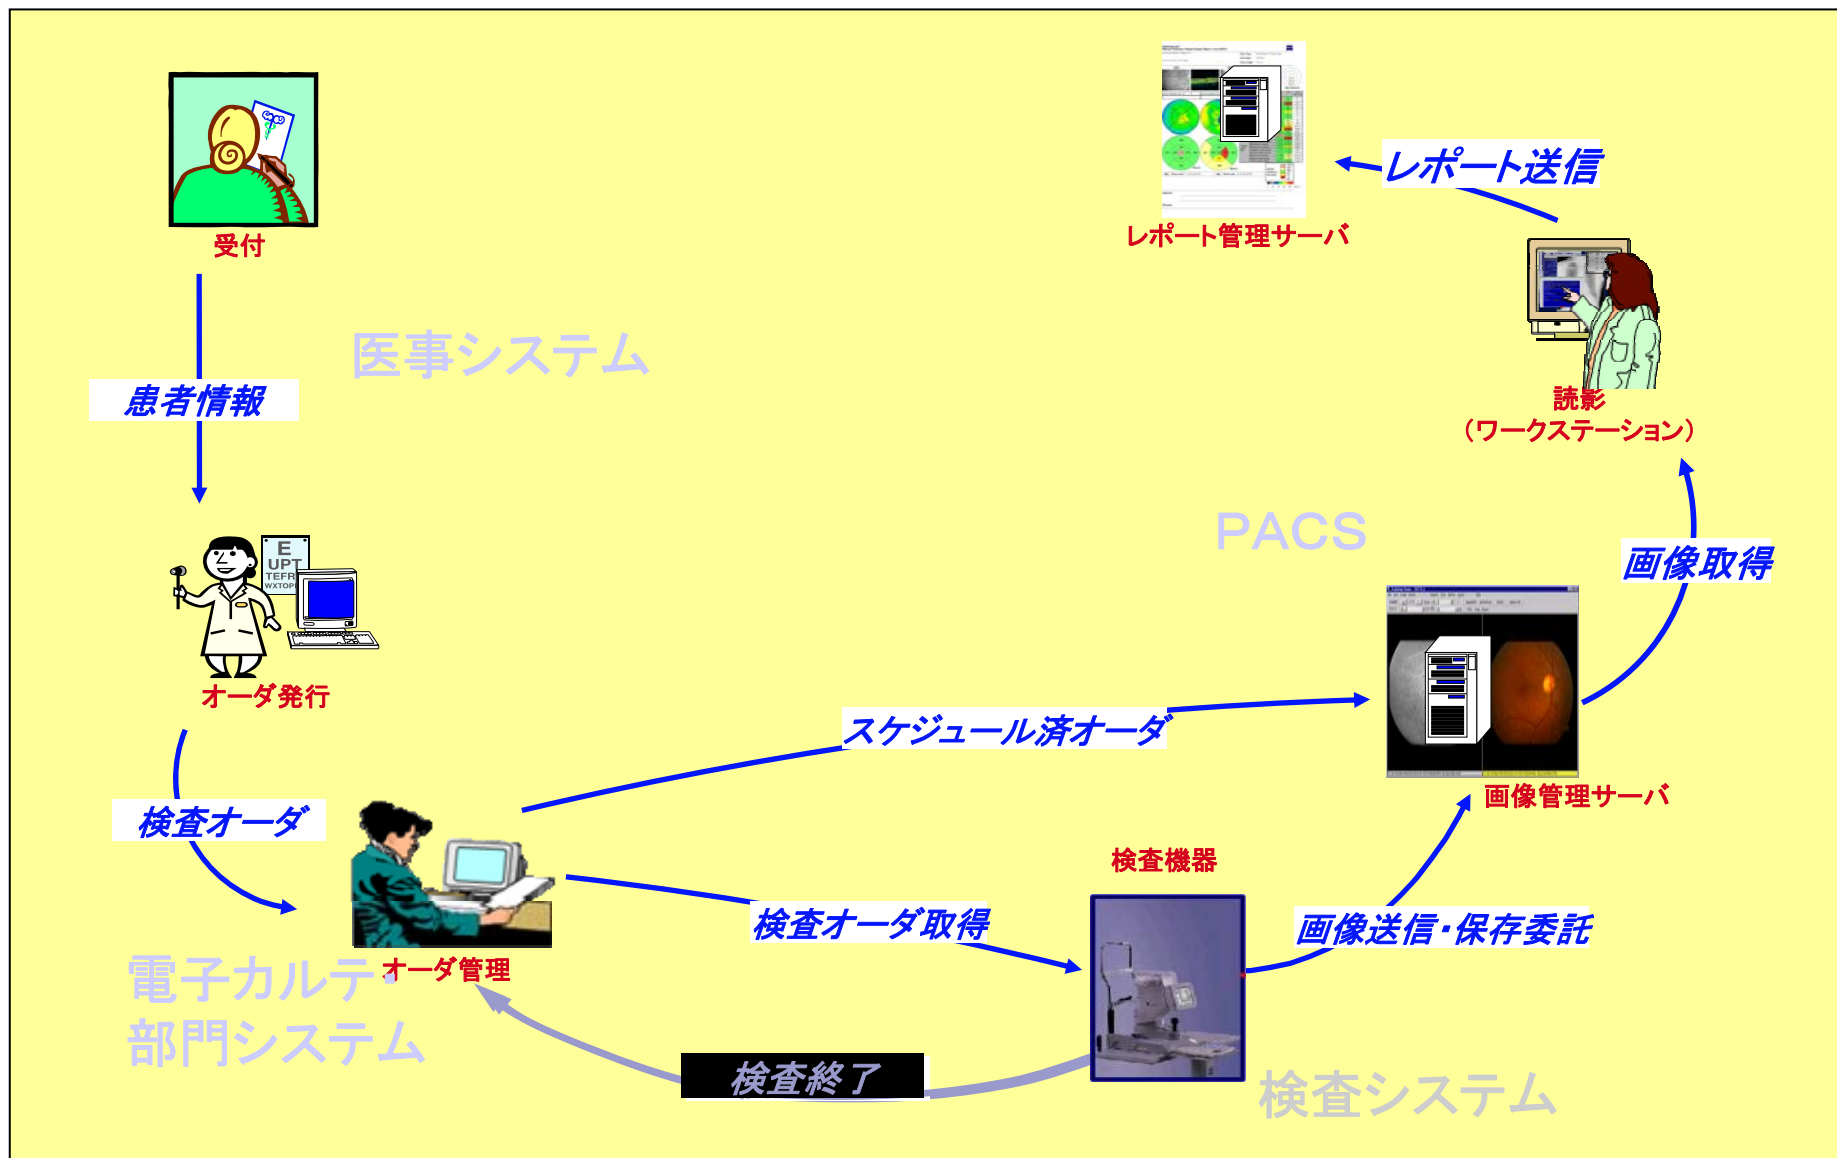 受付
レポート送信
レポート管理サーバ
医事システム
患者情報
読影
（ワークステーション）
PACS
E
UPT
TEFR
画像取得
オーダ発行
スケジュール済オーダ
画像管理サーバ
検査オーダ
検査機器
検査オーダ取得
画像送信・保存委託
オーダ管理
電子カルテ・
部門システム
検査終了
検査システム